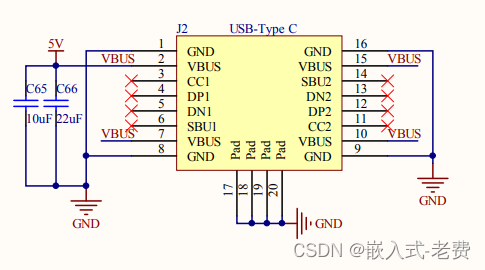 J2
USB-Type C
5V
1 GND GND 16
VBUS 2 VBUS VBUS 15 VBUS
3 CC1 SBU2 14
4 DP1 DN2 13
5 DN1 DP2 12
6 SBU1 CC2 11
VBUS 7 VBUS VBUS 10 VBUS
8 GND GND 9
C65
10uF
C66
22uF
Pad Pad Pad Pad
17 18 19 20
GND
GND
GND
CSDN @嵌入式-老费